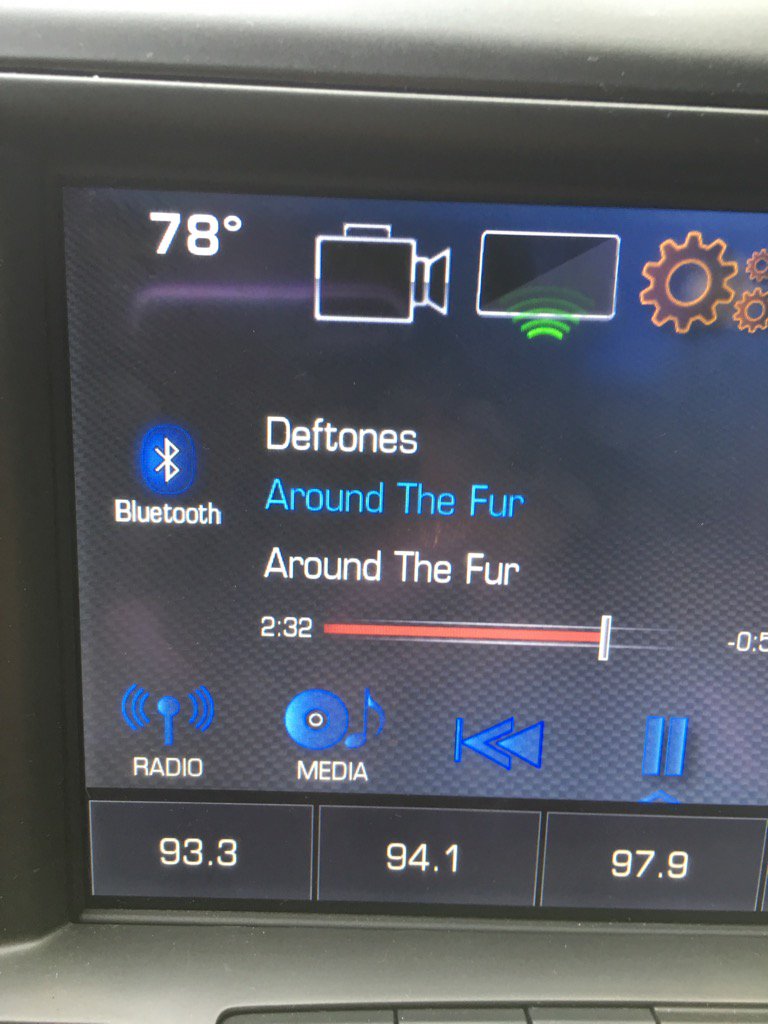 78°
Deftones
Bluetooth
Around The Fur
Around The Fur
2:32
RADIO
MEDIA
93.3
94.1
97.9